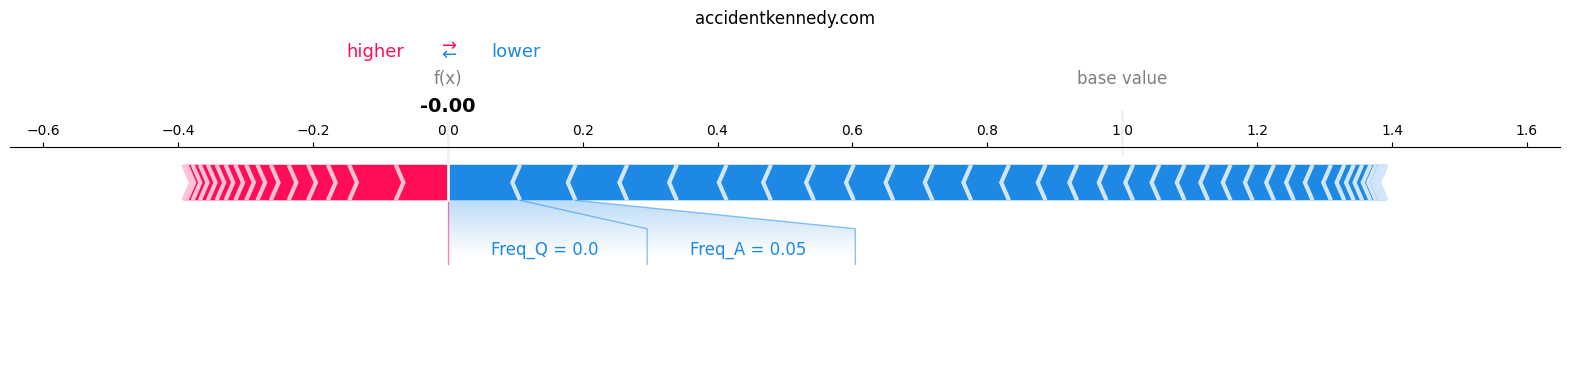 accidentkennedy.com
higher ⇄ lower
f(x) base value
-0.00
−0.6 −0.4 −0.2 0.0 0.2 0.4 0.6 0.8 1.0 1.2 1.4 1.6
Freq_Q = 0.0 Freq_A = 0.05